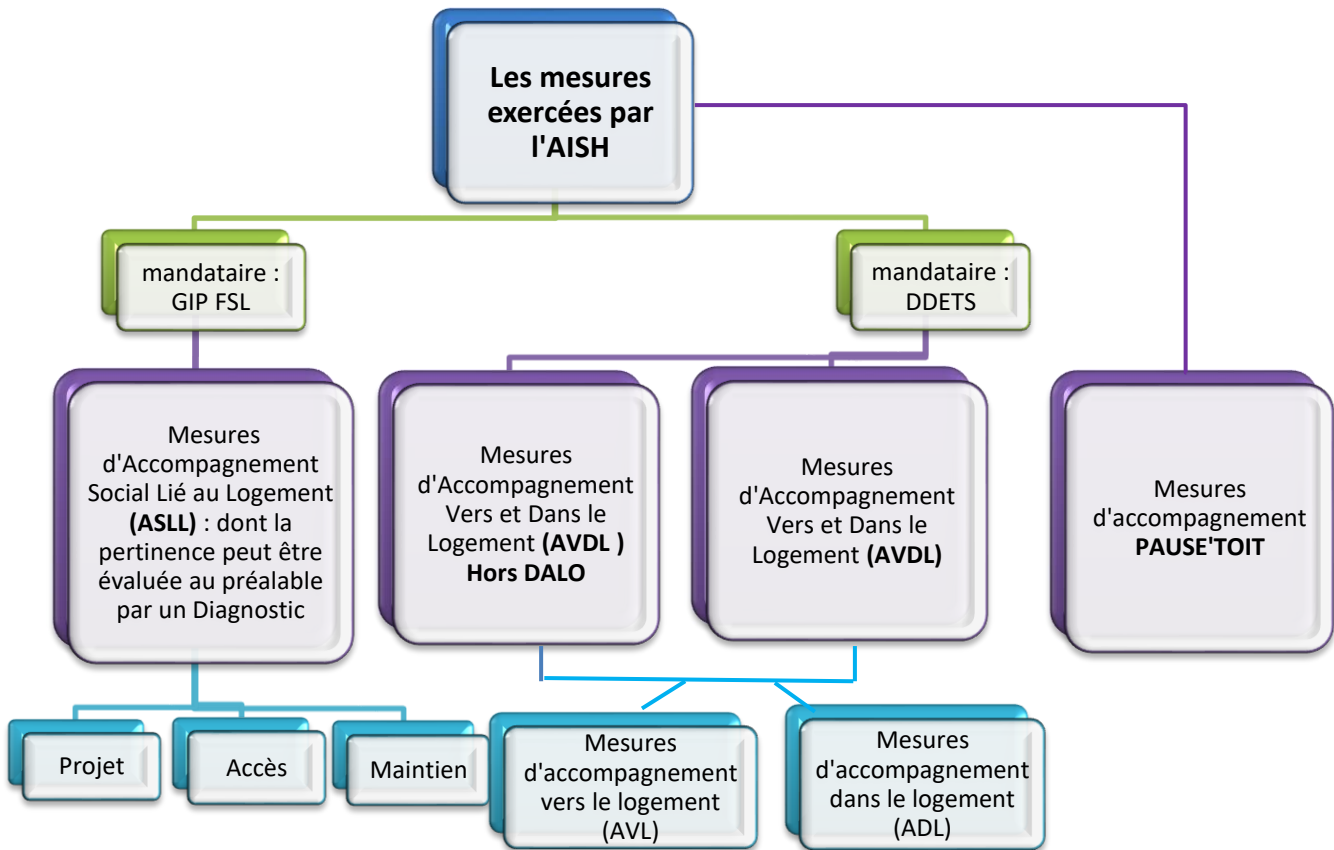 Les mesures
exercées par
l'AISH
mandataire :
GIP FSL
mandataire :
DDETS
Mesures
d'Accompagnement
Social Lié au Logement
(ASLL) : dont la
pertinence peut être
évaluée au préalable
par un Diagnostic
Mesures
d'Accompagnement
Vers et Dans le
Logement (AVDL )
Hors DALO
Mesures
d'Accompagnement
Vers et Dans le
Logement (AVDL)
Mesures
d'accompagnement
PAUSE'TOIT
Projet
Accès
Maintien
Mesures
d'accompagnement
vers le logement
(AVL)
Mesures
d'accompagnement
dans le logement
(ADL)